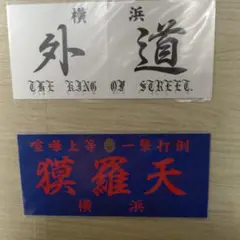 横浜
外道
THE KING OF STREET.
喧嘩上等 一撃打倒
獏羅天
横浜